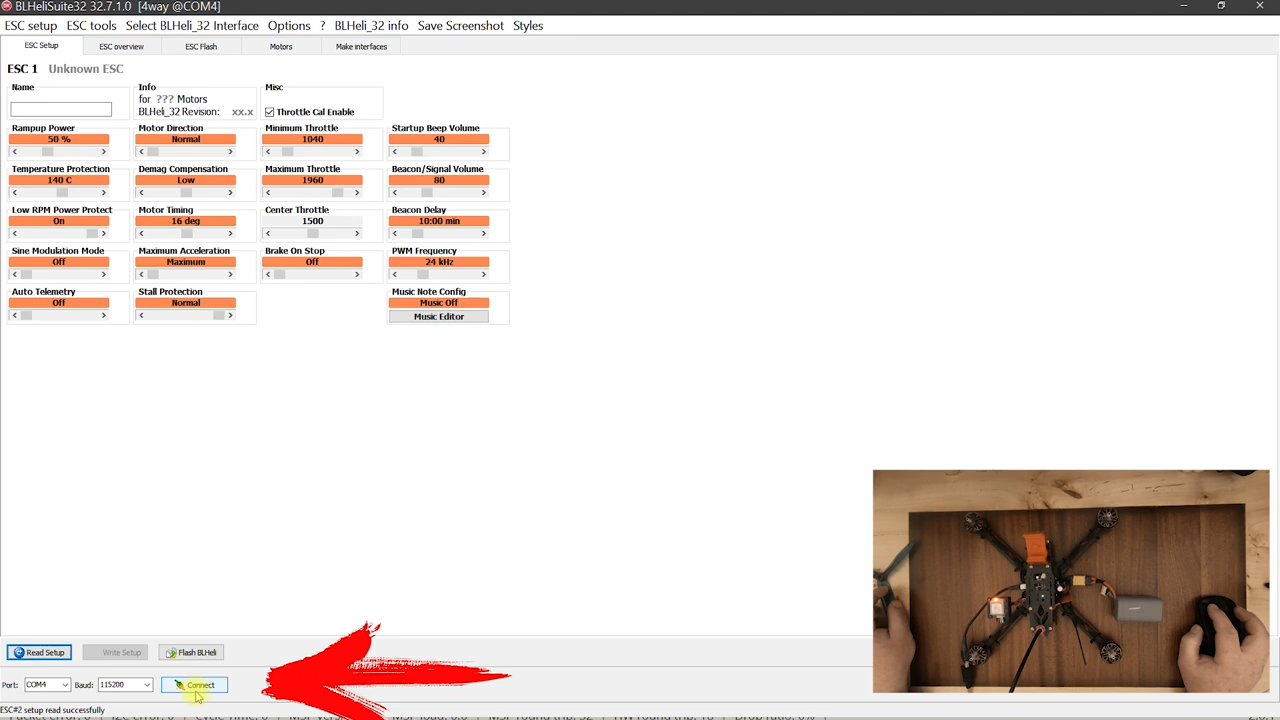 BLHeliSuite32 32.7.1.0 [4way @COM4]
ESC setup ESC tools Select BLHeli_32 Interface Options ? BLHeli_32 info Save Screenshot Styles
ESC Setup ESC overview ESC Flash Motors Make interfaces
ESC 1 Unknown ESC
Name
Info
for ??? Motors
BLHeli_32 Revision: xx.x
Misc
Throttle Cal Enable
Rampup Power
50 %
Motor Direction
Normal
Minimum Throttle
1040
Startup Beep Volume
40
Temperature Protection
140 C
Demag Compensation
Low
Maximum Throttle
1960
Beacon/Signal Volume
80
Low RPM Power Protect
On
Motor Timing
16 deg
Center Throttle
1500
Beacon Delay
10:00 min
Sine Modulation Mode
Off
Maximum Acceleration
Maximum
Brake On Stop
Off
PWM Frequency
24 kHz
Auto Telemetry
Off
Stall Protection
Normal
Music Note Config
Music Off
Music Editor
Read Setup Write Setup Flash BLHeli
Port: COM4 Baud: 115200 Connect
ESC#2 setup read successfully